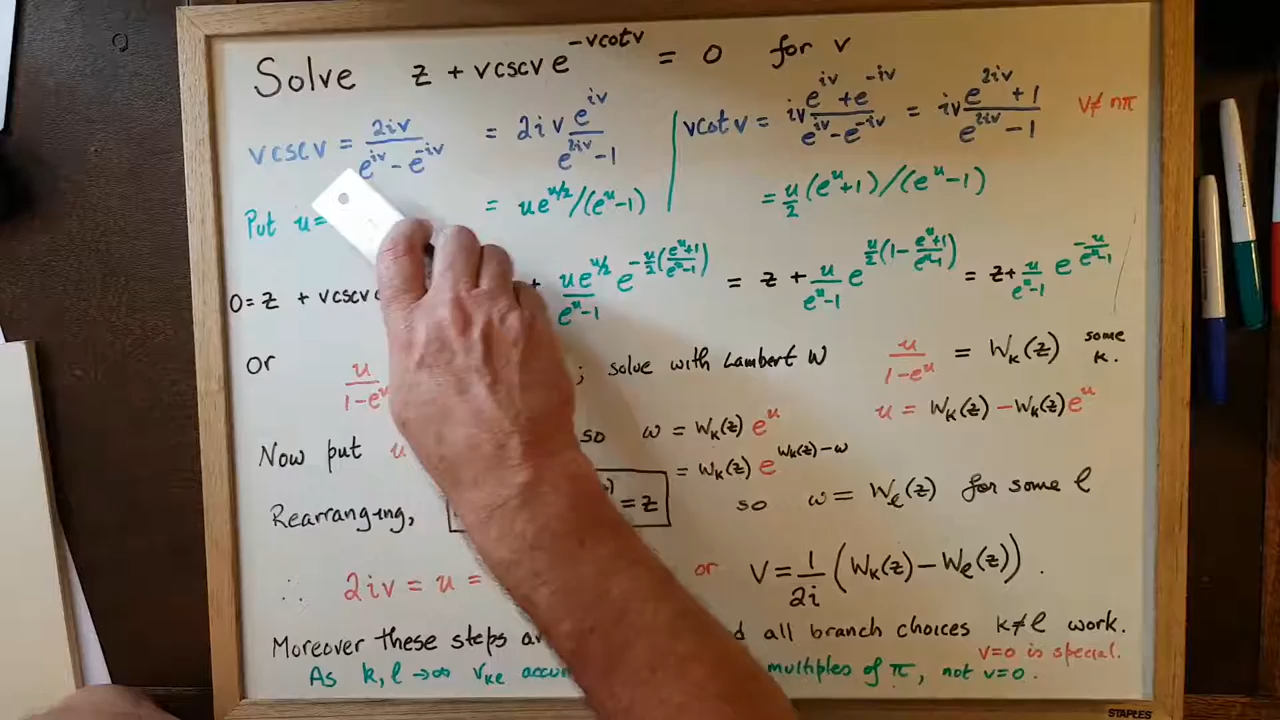 Solve z + v csc v e^{-v cot v} = 0 for v
v csc v = 2iv/(e^{iv} - e^{-iv}) = 2iv e^{iv}/(e^{2iv} - 1) | v cot v = iv (e^{iv} + e^{-iv})/(e^{iv} - e^{-iv}) = iv (e^{2iv} + 1)/(e^{2iv} - 1) v ≠ nπ
Put u = = u e^{u/2}/(e^u - 1) = u/2 (e^u + 1)/(e^u - 1)
0 = z + v csc v + u e^{u/2}/(e^u - 1) e^{-u/2((e^u + 1)/(e^u - 1))} = z + u/(e^u - 1) e^{u/2(1 - (e^u + 1)/(e^u - 1))} = z + u/(e^u - 1) e^{-u/(e^u - 1)}
Or u/(1 - e^u ; solve with Lambert W u/(1 - e^u) = W_k(z) some k.
u = W_k(z) - W_k(z) e^u
Now put u so ω = W_k(z) e^u
= W_k(z) e^{W_k(z) - ω}
Rearranging, ) = z so ω = W_ℓ(z) for some ℓ
∴ 2iv = u = or V = 1/2i (W_k(z) - W_ℓ(z)).
Moreover these steps all branch choices k ≠ ℓ work.
v = 0 is special.
As k, ℓ → ∞ v_{kℓ} multiples of π, not v = 0.
STAPLES